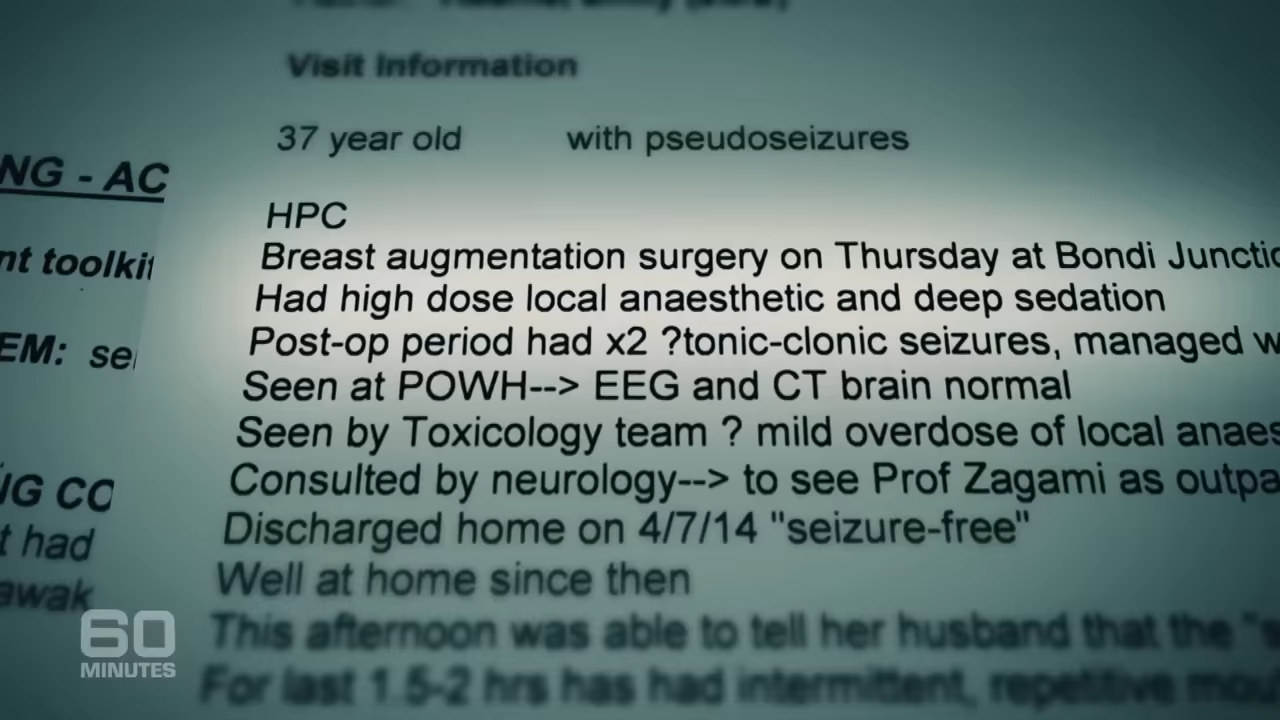 Visit Information
37 year old with pseudoseizures
HPC
Breast augmentation surgery on Thursday at Bondi Junctio
Had high dose local anaesthetic and deep sedation
Post-op period had x2 ?tonic-clonic seizures, managed w
Seen at POWH--> EEG and CT brain normal
Seen by Toxicology team ? mild overdose of local anaes
Consulted by neurology--> to see Prof Zagami as outpa
Discharged home on 4/7/14 "seizure-free"
Well at home since then
This afternoon was able to tell her husband that the "s
For last 1.5-2 hrs has had intermittent, repetitive mou
NG - AC
nt toolkit
EM: se
UG CO
t had
awak
60
MINUTES